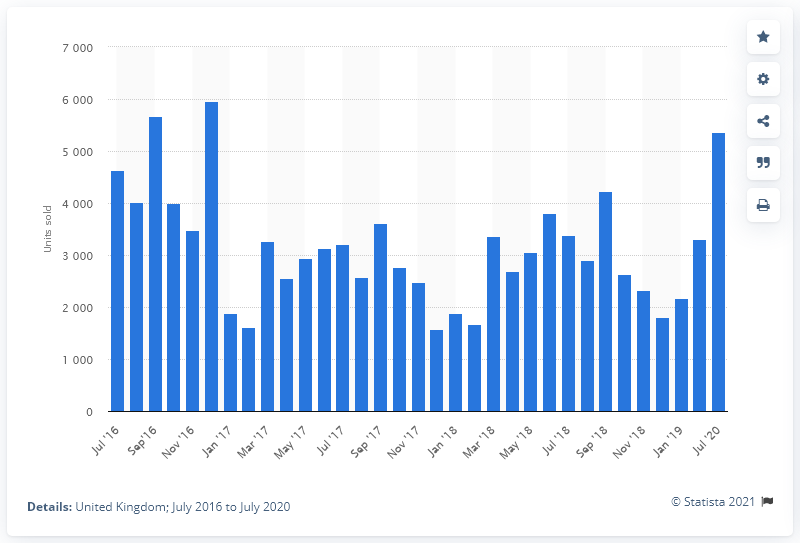 7 000
6 000
5 000
4 000
3 000
2 000
1 000
0
Units sold
Jul '16
Sep'16
Nov '16
Jan '17
Mar '17
May '17
Jul '17
Sep '17
Nov '17
Jan '18
Mar '18
May '18
Jul '18
Sep '18
Nov '18
Jan '19
Jul '20
Details: United Kingdom; July 2016 to July 2020
© Statista 2021